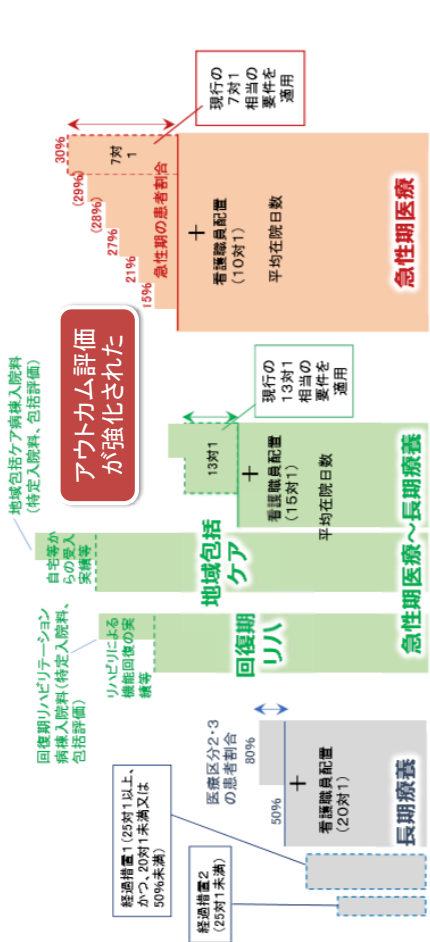 経過措置1(25対1以上、
かつ、20対1未満又は
50%未満)
経過措置2
(25対1未満)
医療区分2・3
の患者割合
80%
50%
+
看護職員配置
(20対1)
長期療養
回復期リハビリテーション
病棟入院料(特定入院料、
包括評価)
リハビリによる
機能回復の実
績等
回復期
リハ
地域包括ケア病棟入院料
(特定入院料、包括評価)
自宅等か
らの受入
実績等
地域包括
ケア
13対1
+
看護職員配置
(15対1)
平均在院日数
現行の
13対1
相当の
要件を
適用
急性期医療～長期療養
アウトカム評価
が強化された
15%
21%
27%
(28%)
(29%)
30%
7対
1
急性期の患者割合
+
看護職員配置
(10対1)
平均在院日数
現行の
7対1
相当の
要件を
適用
急性期医療